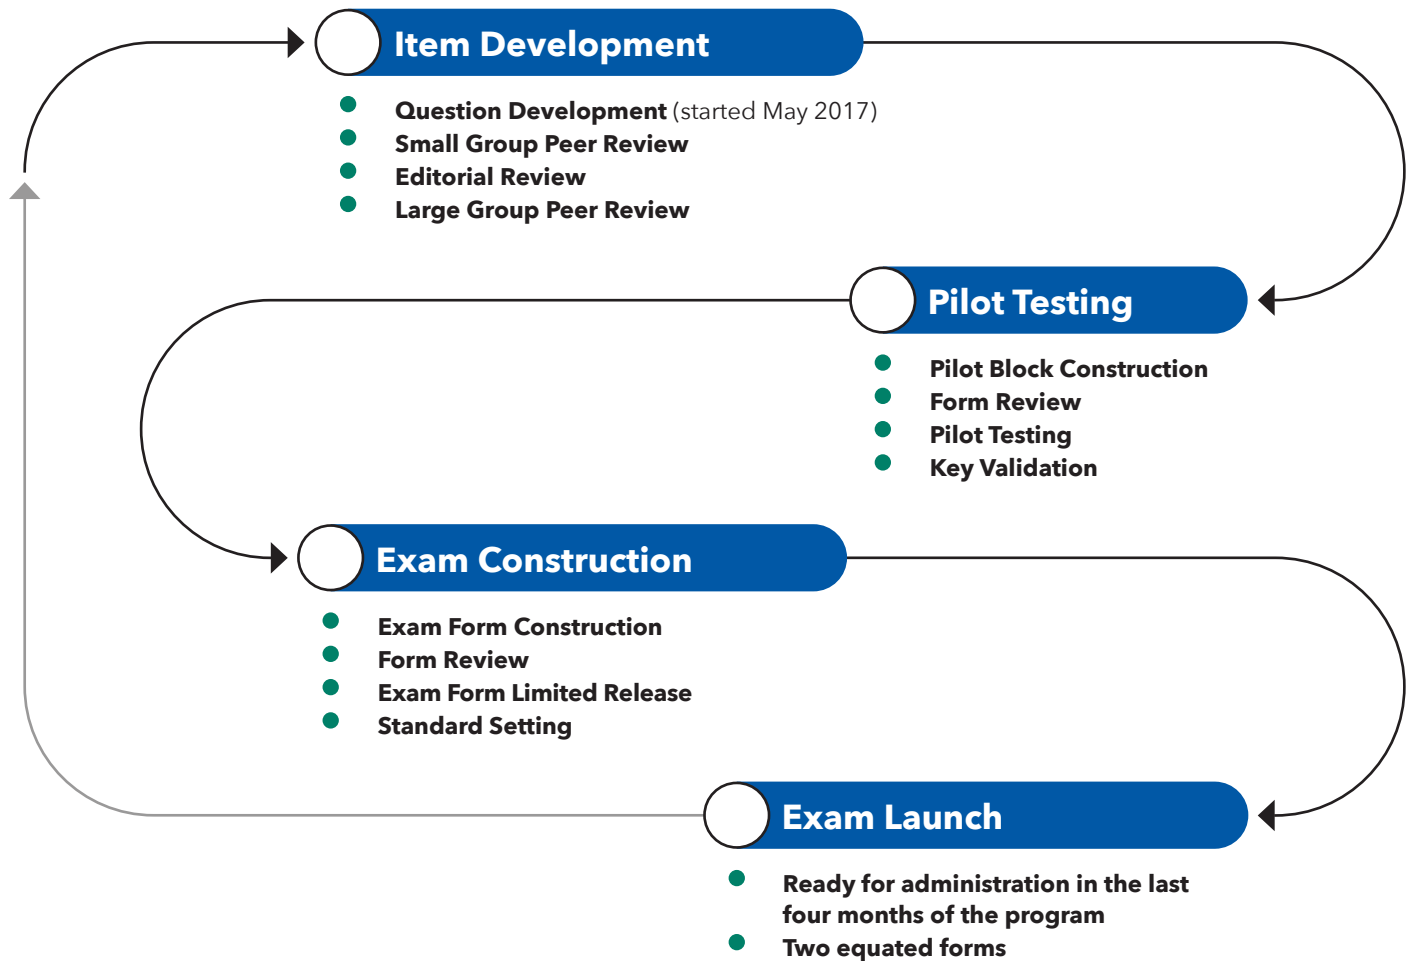 Item Development
Question Development (started May 2017)
Small Group Peer Review
Editorial Review
Large Group Peer Review
Pilot Testing
Pilot Block Construction
Form Review
Pilot Testing
Key Validation
Exam Construction
Exam Form Construction
Form Review
Exam Form Limited Release
Standard Setting
Exam Launch
Ready for administration in the last
four months of the program
Two equated forms